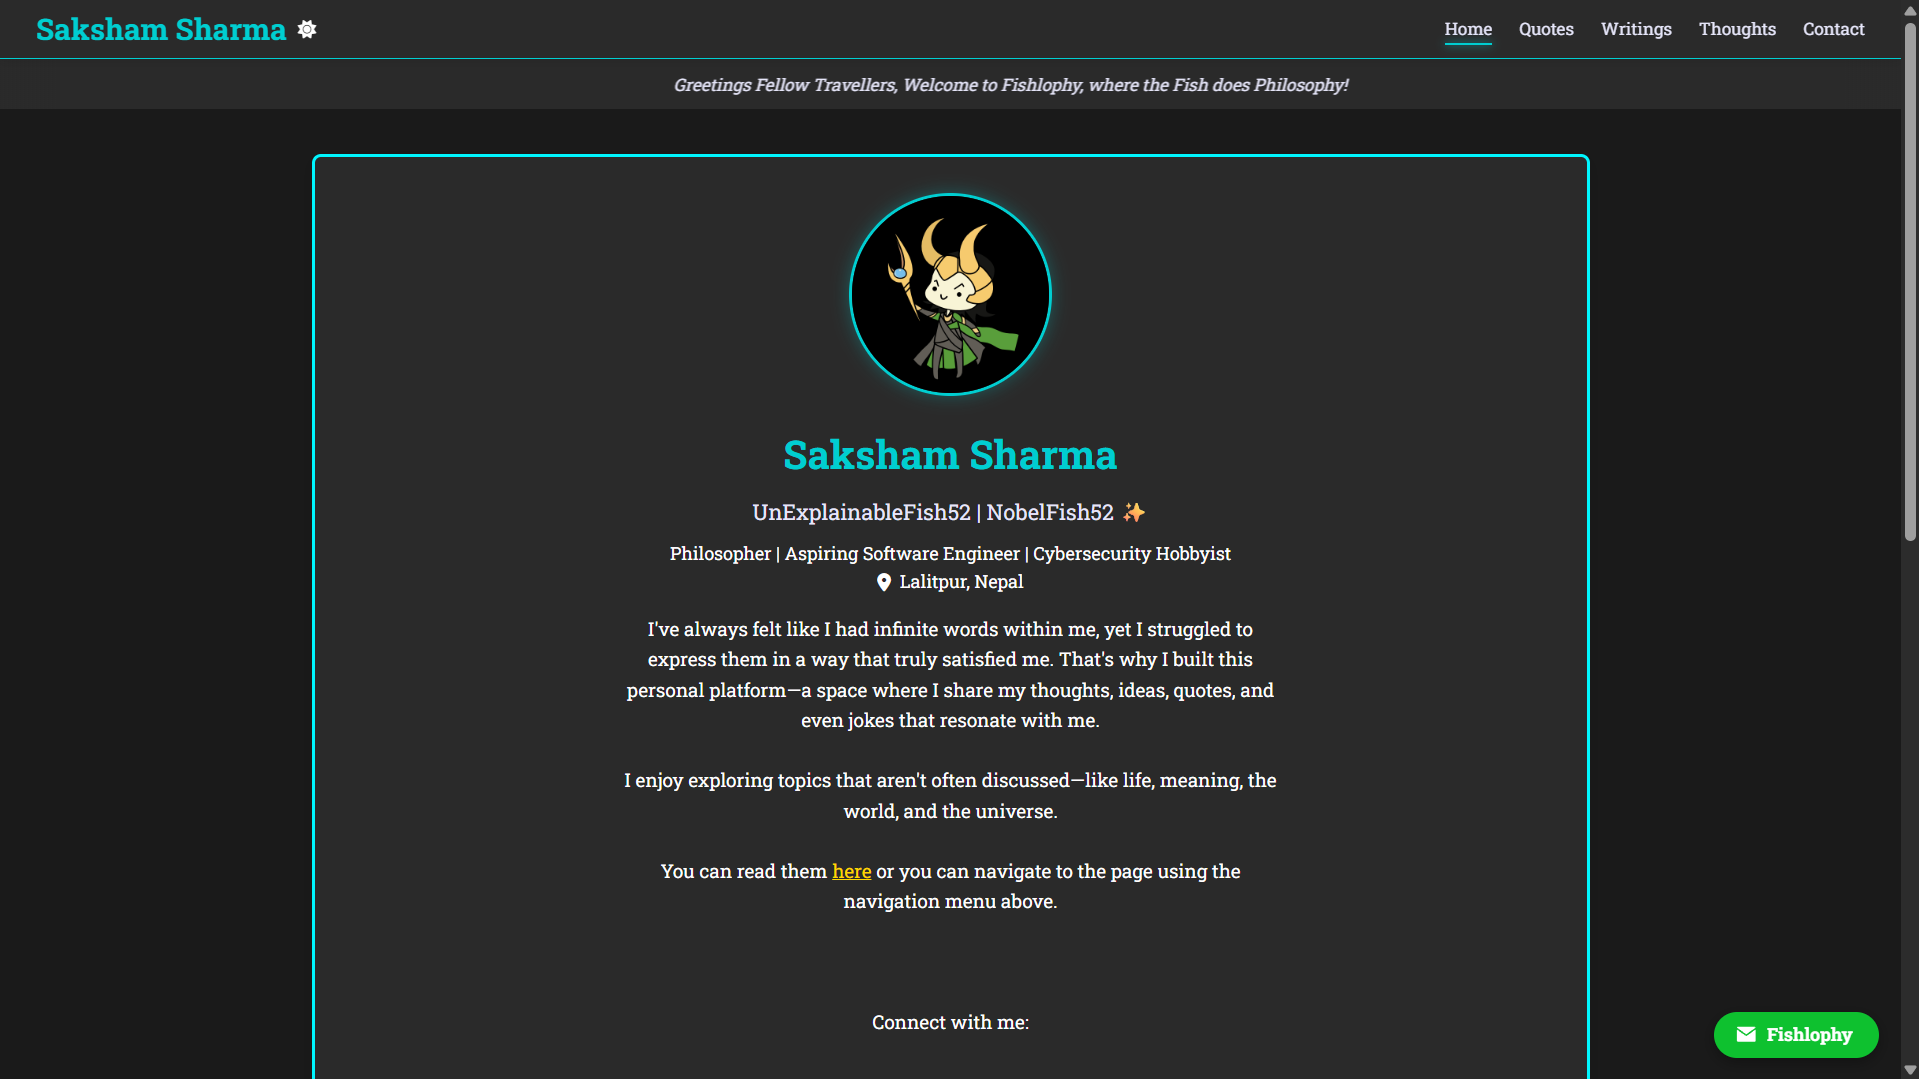 Saksham Sharma
Home Quotes Writings Thoughts Contact
Greetings Fellow Travellers, Welcome to Fishlophy, where the Fish does Philosophy!
Saksham Sharma
UnExplainableFish52 | NobelFish52 ✨
Philosopher | Aspiring Software Engineer | Cybersecurity Hobbyist
Lalitpur, Nepal
I've always felt like I had infinite words within me, yet I struggled to
express them in a way that truly satisfied me. That's why I built this
personal platform—a space where I share my thoughts, ideas, quotes, and
even jokes that resonate with me.
I enjoy exploring topics that aren't often discussed—like life, meaning, the
world, and the universe.
You can read them here or you can navigate to the page using the
navigation menu above.
Connect with me:
Fishlophy